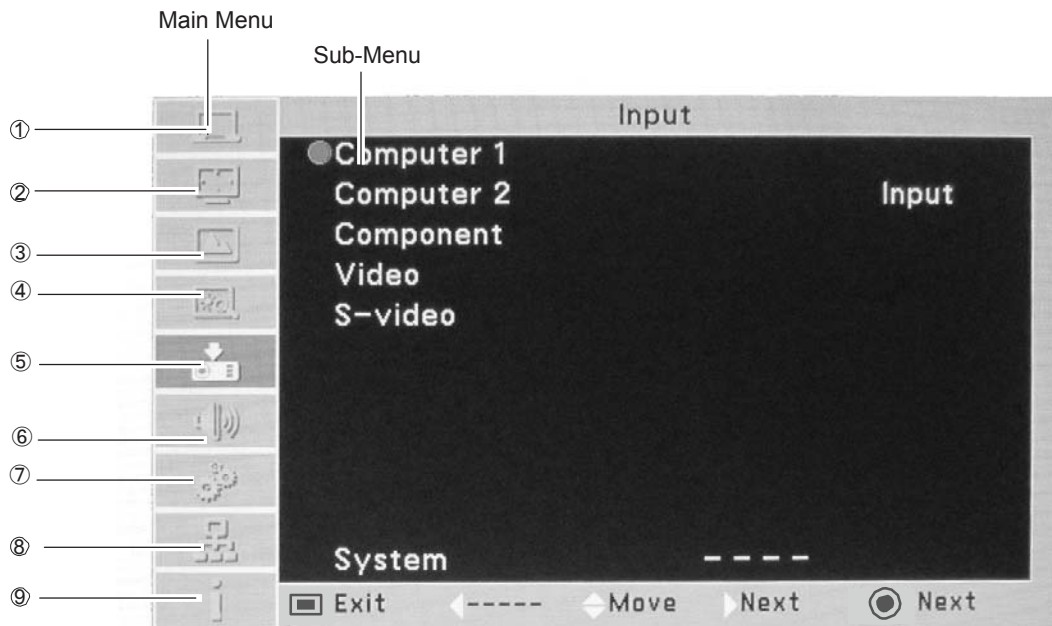 Main Menu
Sub-Menu
Input
① Computer 1
② Computer 2 Input
③ Component
④ Video
S-video
⑤
⑥
⑦
⑧ System - - - -
⑨ Exit ----- Move Next Next